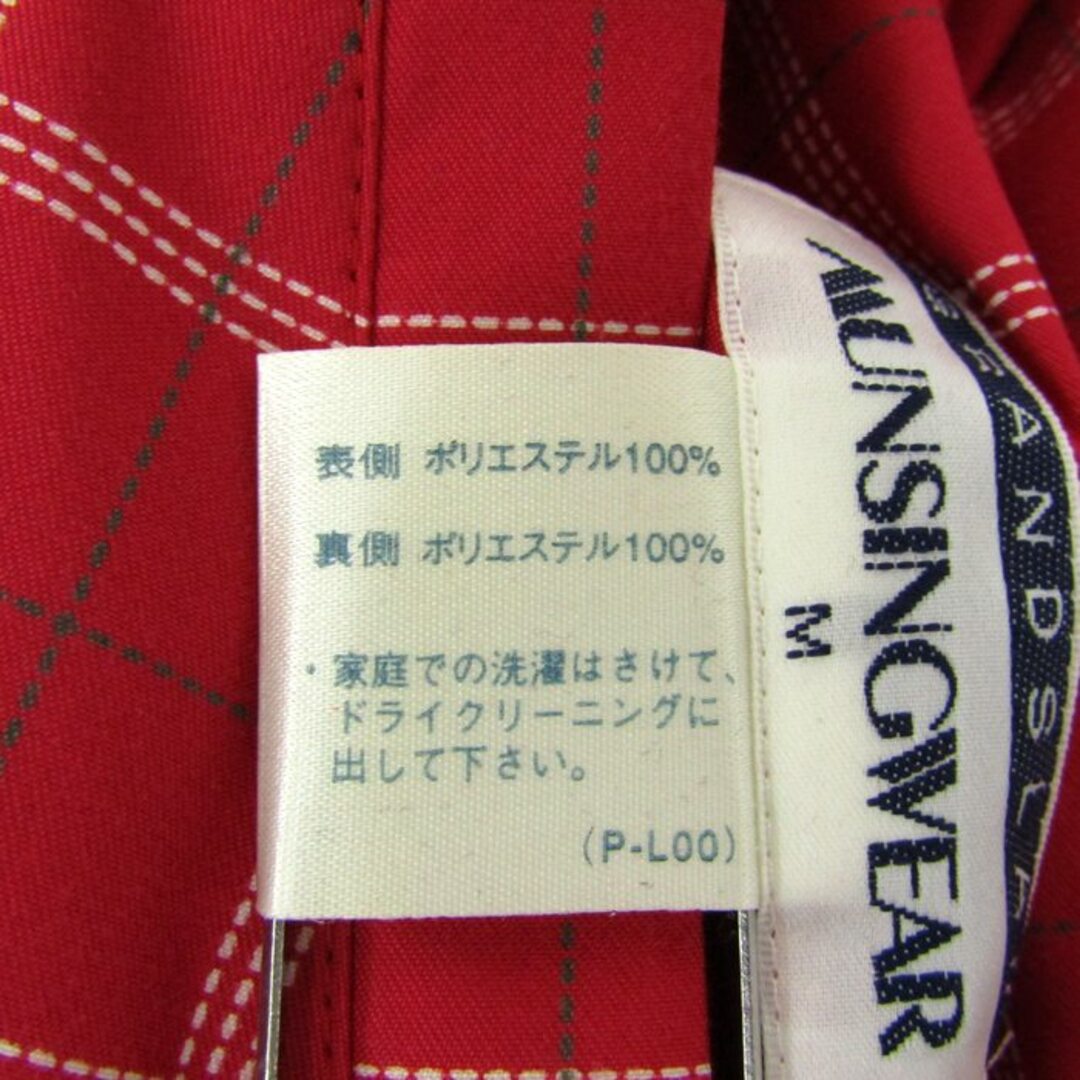 表側 ポリエステル100%
裏側 ポリエステル100%
・家庭での洗濯はさけて、
ドライクリーニングに
出して下さい。
(P-L00)
MUNSINGWEAR
M